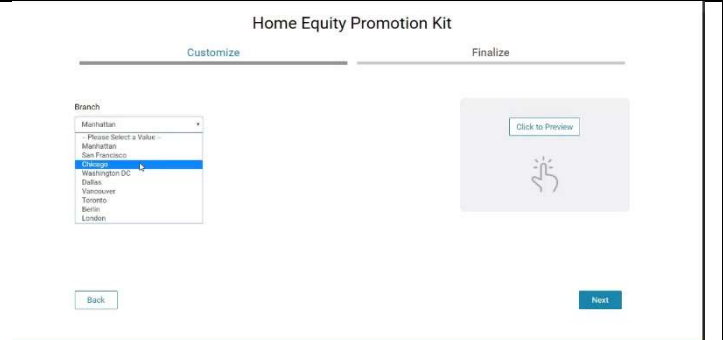 Home Equity Promotion Kit
Customize
Finalize
Branch
Manhattan
-- Please Select a Value --
Manhattan
San Francisco
Chicago
Washington DC
Dallas
Vancouver
Toronto
Berlin
London
Click to Preview
Back
Next